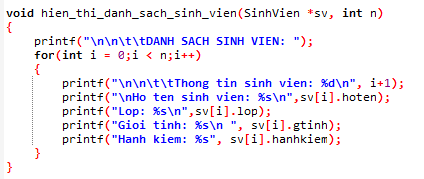 void hien_thi_danh_sach_sinh_vien(SinhVien *sv, int n)
{
    printf("\n\n\t\tDANH SACH SINH VIEN: ");
    for(int i = 0;i < n;i++)
    {
        printf("\n\n\t\tThong tin sinh vien: %d\n", i+1);
        printf("\nHo ten sinh vien: %s\n",sv[i].hoten);
        printf("Lop: %s\n",sv[i].lop);
        printf("Gioi tinh: %s\n ", sv[i].gtinh);
        printf("Hanh kiem: %s", sv[i].hanhkiem);
    }
}